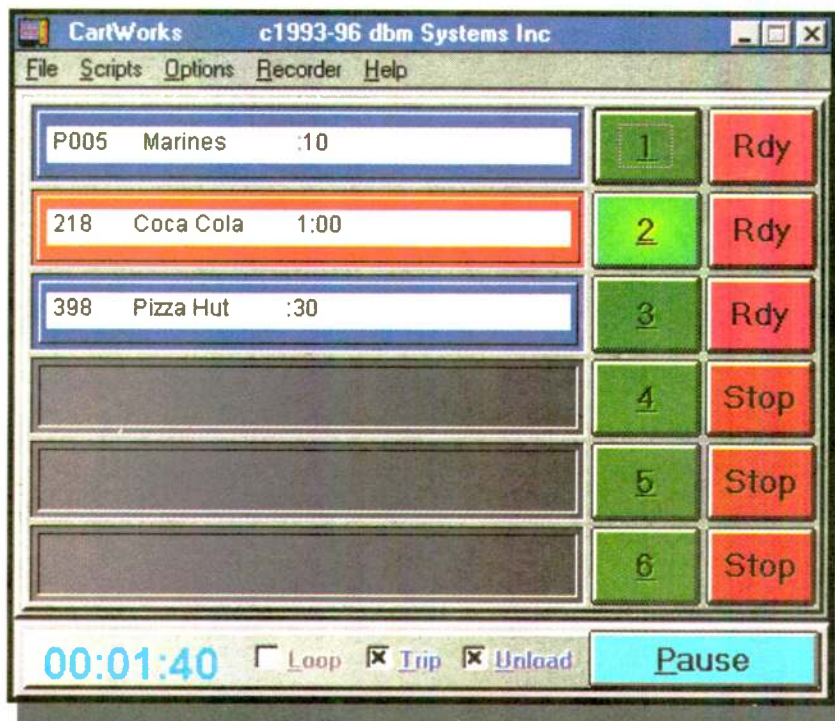 CartWorks c1993-96 dbm Systems Inc
File Scripts Options Recorder Help
P005 Marines :10 1 Rdy
218 Coca Cola 1:00 2 Rdy
398 Pizza Hut :30 3 Rdy
4 Stop
5 Stop
6 Stop
00:01:40 Loop Trip Unload Pause